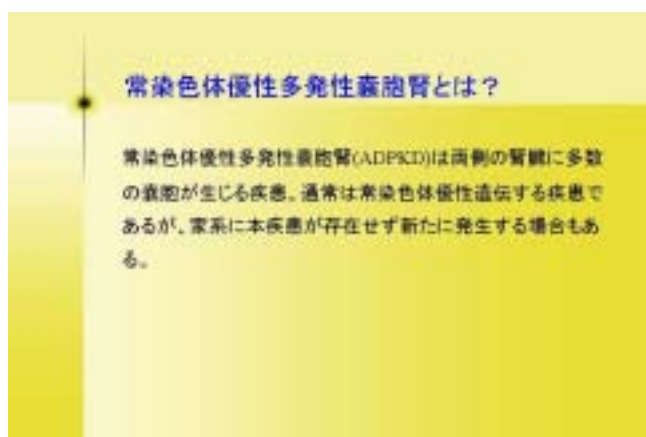 常染色体優性多発性嚢胞腎とは？
常染色体優性多発性嚢胞腎(ADPKD)は両側の腎臓に多数
の嚢胞が生じる疾患。通常は常染色体優性遺伝する疾患で
あるが、家系に本疾患が存在せず新たに発生する場合もあ
る。